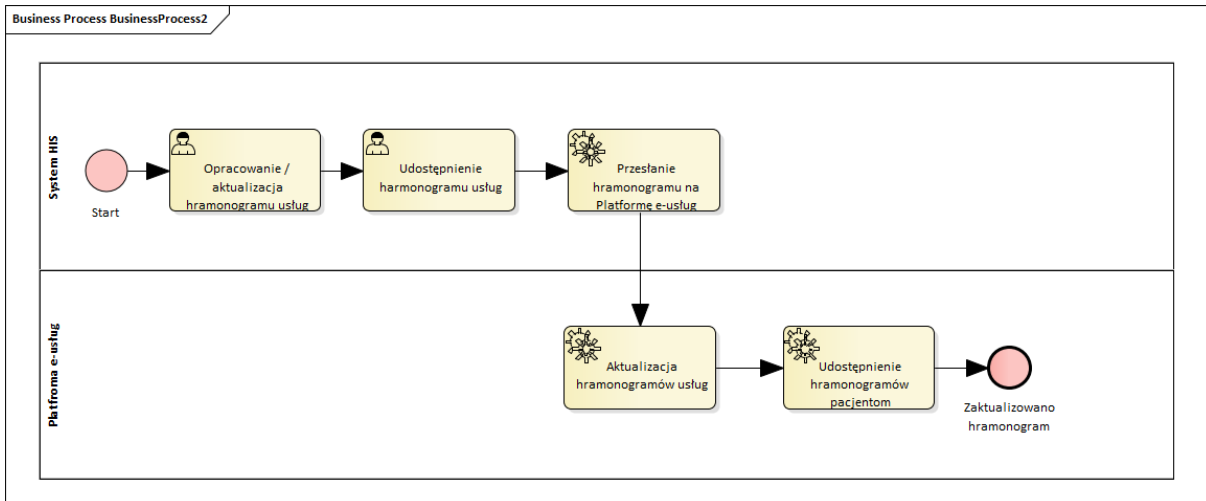 Business Process BusinessProcess2
System HIS
Start
Opracowanie /
aktualizacja
hramonogramu usług
Udostępnienie
harmonogramu usług
Przesłanie
hramonogramu na
Platformę e-usług
Platfroma e-usług
Aktualizacja
hramonogramów usług
Udostępnienie
hramonogramów
pacjentom
Zaktualizowano
hramonogram